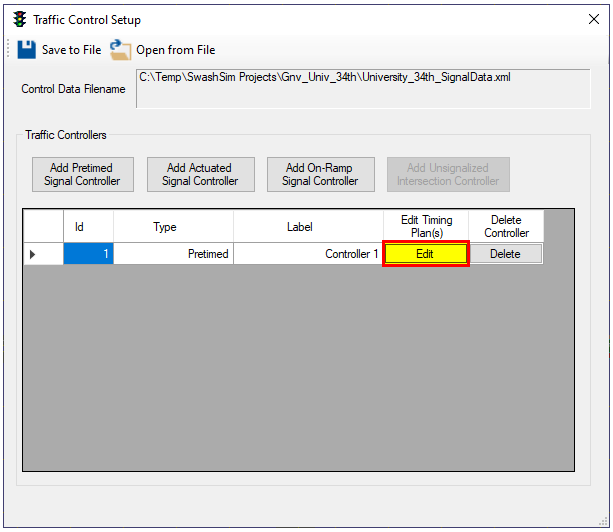 Traffic Control Setup
Save to File Open from File
Control Data Filename C:\Temp\SwashSim Projects\Gnv_Univ_34th\University_34th_SignalData.xml
Traffic Controllers
Add Pretimed
Signal Controller
Add Actuated
Signal Controller
Add On-Ramp
Signal Controller
Add Unsignalized
Intersection Controller
Id Type Label Edit Timing
Plan(s) Delete
Controller
1 Pretimed Controller 1 Edit Delete